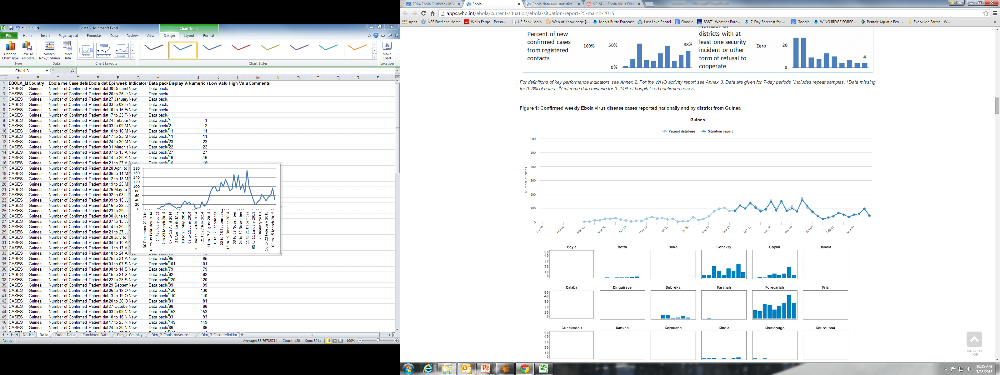 data - Microsoft Excel
Chart Tools
File Home Insert Page Layout Formulas Data Review View Design Layout Format
Change Chart Type
Save As Template
Switch Row/Column
Select Data
Move Chart
Type Data Chart Layouts Chart Styles Location
Chart 3
fx
A B C D E F G H I J K L M N O P Q R S
1 EBOLA_M Country Ebola me Case defi Ebola dat Epi week Indicator Data pack Display Va Numeric V Low Valu High Valu Comments
2 CASES Guinea Number of Confirmed Patient dat 30 Decem New Data packa
3 CASES Guinea Number of Confirmed Patient dat 20 to 26 Ja New Data packa
4 CASES Guinea Number of Confirmed Patient dat 27 January New Data packa
5 CASES Guinea Number of Confirmed Patient dat 03 to 09 Fe New Data packa
6 CASES Guinea Number of Confirmed Patient dat 10 to 16 Fe New Data packa
7 CASES Guinea Number of Confirmed Patient dat 17 to 23 Fe New Data packa
8 CASES Guinea Number of Confirmed Patient dat 24 Februar New Data packa 1 1
9 CASES Guinea Number of Confirmed Patient dat 03 to 09 M New Data packa 2 2
10 CASES Guinea Number of Confirmed Patient dat 10 to 16 M New Data packa 11 11
11 CASES Guinea Number of Confirmed Patient dat 17 to 23 M New Data packa 11 11
12 CASES Guinea Number of Confirmed Patient dat 24 to 30 M New Data packa 23 23
13 CASES Guinea Number of Confirmed Patient dat 31 March t New Data packa 22 22
14 CASES Guinea Number of Confirmed Patient dat 07 to 13 A New Data packa 27 27
15 CASES Guinea Number of Confirmed Patient dat 14 to 20 A New Data packa 16 16
16 CASES Guinea Number of Confirmed Patient dat 21 to 27 A
17 CASES Guinea Number of Confirmed Patient dat 28 April to
18 CASES Guinea Number of Confirmed Patient dat 05 to 11 M
19 CASES Guinea Number of Confirmed Patient dat 12 to 18 M
20 CASES Guinea Number of Confirmed Patient dat 19 to 25 M
21 CASES Guinea Number of Confirmed Patient dat 26 May to
22 CASES Guinea Number of Confirmed Patient dat 02 to 08 Ju
23 CASES Guinea Number of Confirmed Patient dat 09 to 15 Ju
24 CASES Guinea Number of Confirmed Patient dat 16 to 22 Ju
25 CASES Guinea Number of Confirmed Patient dat 23 to 29 Ju
26 CASES Guinea Number of Confirmed Patient dat 30 June to
27 CASES Guinea Number of Confirmed Patient dat 07 to 13 Ju
28 CASES Guinea Number of Confirmed Patient dat 14 to 20 Ju
29 CASES Guinea Number of Confirmed Patient dat 21 to 27 Ju
30 CASES Guinea Number of Confirmed Patient dat 28 July to
31 CASES Guinea Number of Confirmed Patient dat 04 to 10 A
32 CASES Guinea Number of Confirmed Patient dat 11 to 17 A
33 CASES Guinea Number of Confirmed Patient dat 18 to 24 A
34 CASES Guinea Number of Confirmed Patient dat 25 to 31 A New Data packa 95 95
35 CASES Guinea Number of Confirmed Patient dat 01 to 07 S New Data packa 101 101
36 CASES Guinea Number of Confirmed Patient dat 08 to 14 S New Data packa 79 79
37 CASES Guinea Number of Confirmed Patient dat 15 to 21 S New Data packa 82 82
38 CASES Guinea Number of Confirmed Patient dat 22 to 28 S New Data packa 120 120
39 CASES Guinea Number of Confirmed Patient dat 29 Septem New Data packa 99 99
40 CASES Guinea Number of Confirmed Patient dat 06 to 12 O New Data packa 130 130
41 CASES Guinea Number of Confirmed Patient dat 13 to 19 O New Data packa 110 110
42 CASES Guinea Number of Confirmed Patient dat 20 to 26 O New Data packa 81 81
43 CASES Guinea Number of Confirmed Patient dat 27 Octobe New Data packa 88 88
44 CASES Guinea Number of Confirmed Patient dat 03 to 09 N New Data packa 153 153
45 CASES Guinea Number of Confirmed Patient dat 10 to 16 N New Data packa 93 93
46 CASES Guinea Number of Confirmed Patient dat 17 to 23 N New Data packa 149 149
47 CASES Guinea Number of Confirmed Patient dat 24 to 30 N New Data packa 86 86
180
160
140
120
100
80
60
40
20
0
30 December 2013 to...
03 to 09 February 2014
24 February to 02...
17 to 23 March 2014
07 to 13 April 2014
28 April to 04 May...
19 to 25 May 2014
09 to 15 June 2014
30 June to 06 July 2014
21 to 27 July 2014
11 to 17 August 2014
01 to 07 September...
22 to 28 September...
13 to 19 October 2014
03 to 09 November...
24 to 30 November...
15 to 21 December...
05 to 11 January 2015
26 January to 01...
16 to 22 February 2015
09 to 15 March 2015
Notice Data Coded Data Combined Data Dim_1 Country Dim_2 Ebola measure... Dim_3 Case definition
Ready Average: 53.76785714 Count: 120 Sum: 3011 100%
2014 Ebola Outbreak in W Ebola Ebola data and statistics NEJM — Ebola Virus Dise You
apps.who.int/ebola/current-situation/ebola-situation-report-25-march-2015
Apps NSF FastLane Home Wells Fargo - Perso... US Bank Login Web of Knowledge [... Marks Butte Forecast Lost Lake Snotel Google 83871 Weather Fore... 7-Day Forecast for ... Google WING RIDGE FOREC... Pentair Aquatic Eco-... Everwilde Farms - W... »
Percent of new confirmed cases from registered contacts
100%
50%
38%
0%
Number of
districts with at
least one security
incident or other
form of refusal to
cooperate
Zero
20
4
0
For definitions of key performance indicators see Annex 2. For the WHO activity report see Annex 3. Data are given for 7-day periods *Includes repeat samples. ‡Data missing
for 0–3% of cases. #Outcome data missing for 3–14% of hospitalized confirmed cases.
Figure 1: Confirmed weekly Ebola virus disease cases reported nationally and by district from Guinea
Guinea
Patient database Situation report
600
500
400
300
200
100
0
Number of cases
Jan 05 Feb 02 Mar 02 Mar 30 Apr 27 May 25 Jun 22 Jul 20 Aug 17 Sep 14 Oct 12 Nov 09 Dec 07 Jan 04 Feb 01 Mar 01
Beyla Boffa Boke Conakry Coyah Dabola
50
40
30
20
10
0
Dalaba Dinguiraye Dubreka Faranah Forecariah Fria
50
40
30
20
10
0
Gueckedou Kankan Kerouane Kindia Kissidougo Kouroussa
50
40
30
20
10
0
BACK TO
TOP
10:35 AM
3/26/2015